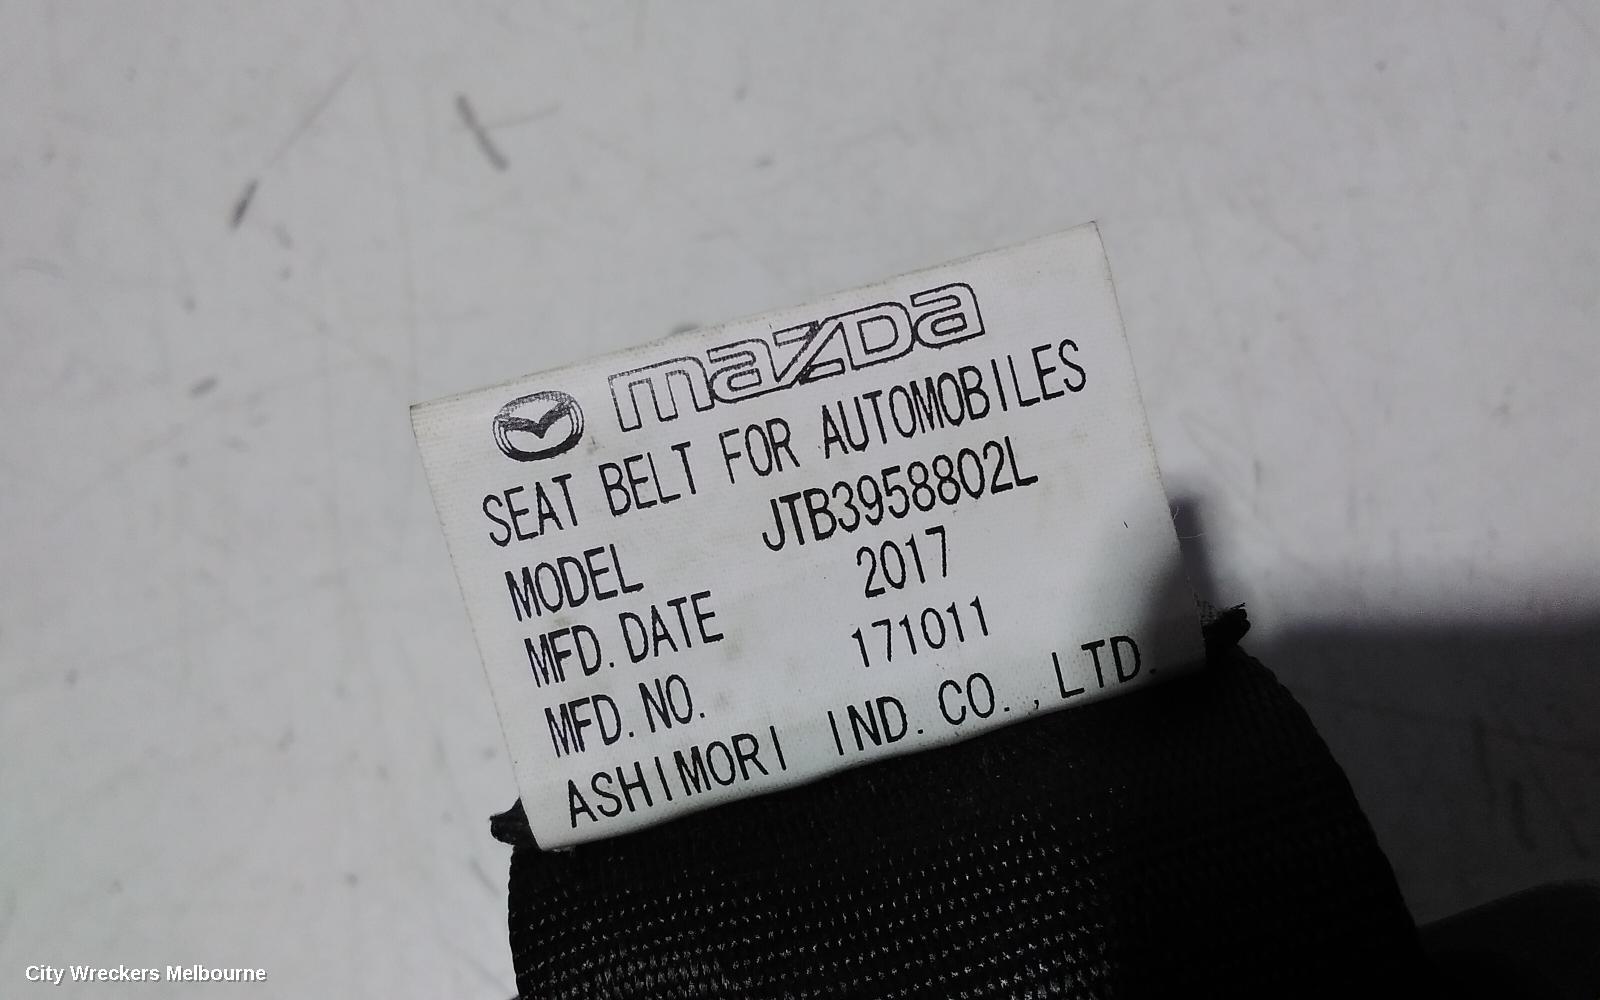 mazda
SEAT BELT FOR AUTOMOBILES
MODEL JTB3958802L
MFD. DATE 2017
MFD. NO. 171011
ASHIMORI IND. CO., LTD.
City Wreckers Melbourne